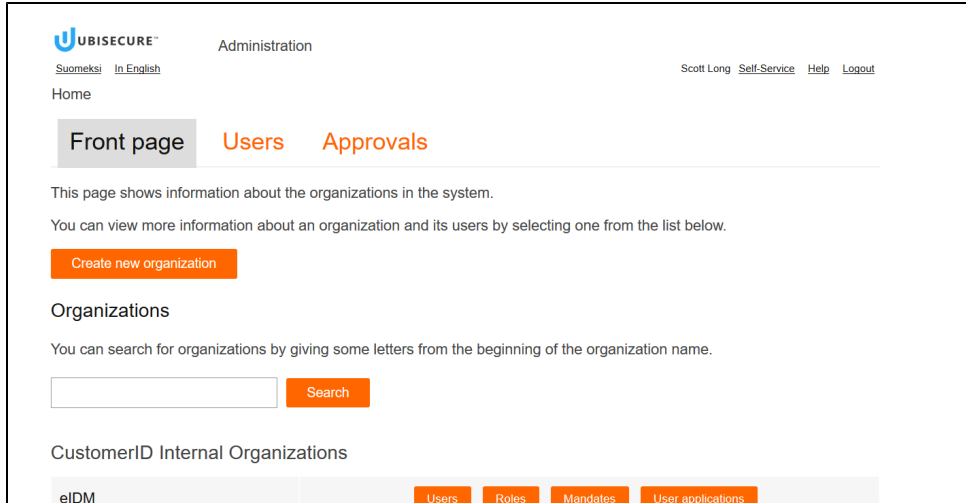 UBISECURE™
Administration
Suomeksi In English
Scott Long Self-Service Help Logout
Home
Front page Users Approvals
This page shows information about the organizations in the system.
You can view more information about an organization and its users by selecting one from the list below.
Create new organization
Organizations
You can search for organizations by giving some letters from the beginning of the organization name.
Search
CustomerID Internal Organizations
eIDM Users Roles Mandates User applications